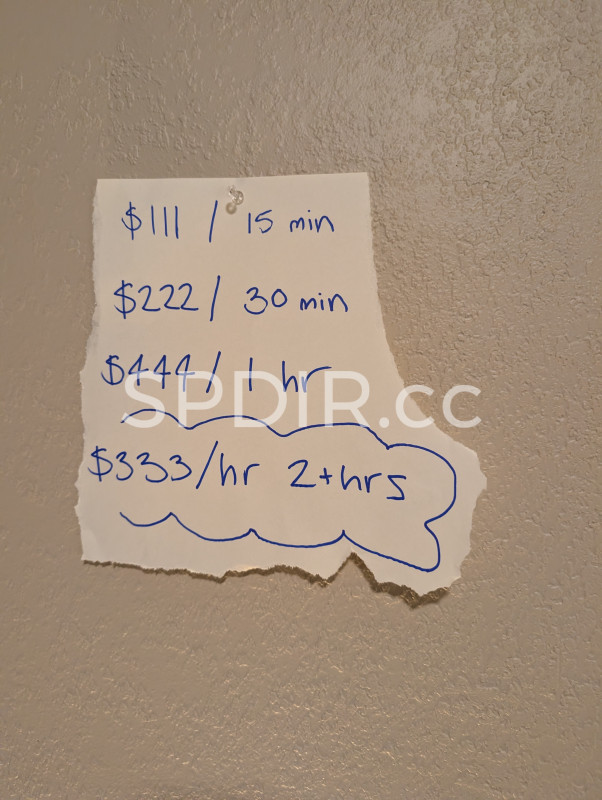 $111 / 15 min
$222 / 30 min
$444 / 1 hr
SPDIR.cc
$333/hr 2+hrs